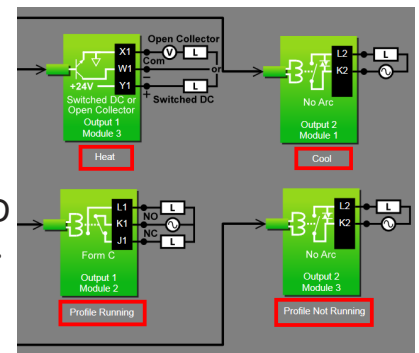 Open Collector
X1
V
L
Com
W1
or
+24V
Y1
L
Switched DC
Switched DC or
Open Collector
Output 1
Module 3
Heat
L2
L
K2
No Arc
Output 2
Module 1
Cool
L1
L
NO
K1
NC
J1
L
Form C
Output 1
Module 2
Profile Running
L2
L
K2
No Arc
Output 2
Module 3
Profile Not Running